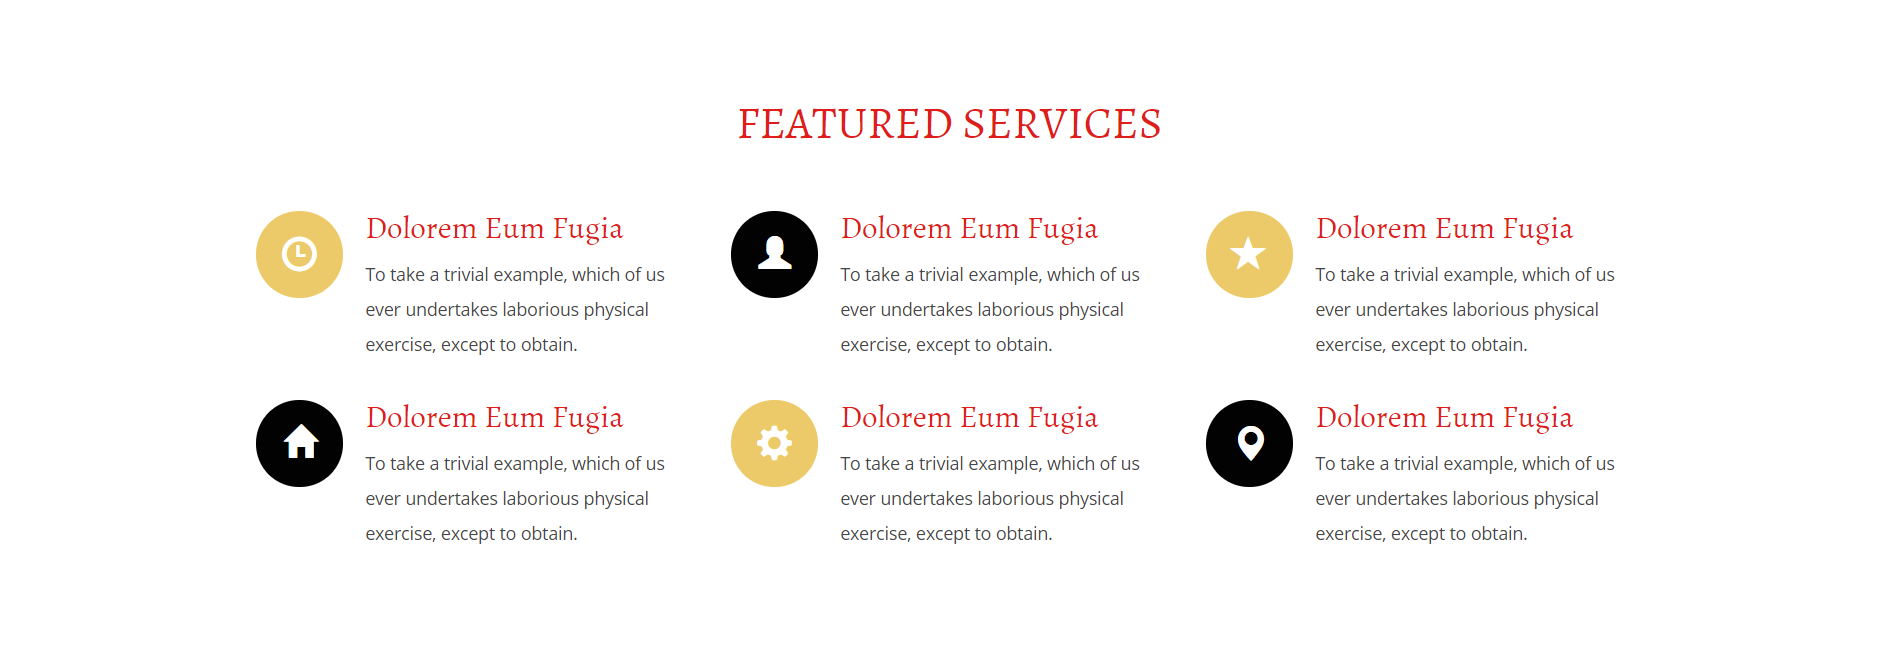 FEATURED SERVICES
Dolorem Eum Fugia
To take a trivial example, which of us
ever undertakes laborious physical
exercise, except to obtain.
Dolorem Eum Fugia
To take a trivial example, which of us
ever undertakes laborious physical
exercise, except to obtain.
Dolorem Eum Fugia
To take a trivial example, which of us
ever undertakes laborious physical
exercise, except to obtain.
Dolorem Eum Fugia
To take a trivial example, which of us
ever undertakes laborious physical
exercise, except to obtain.
Dolorem Eum Fugia
To take a trivial example, which of us
ever undertakes laborious physical
exercise, except to obtain.
Dolorem Eum Fugia
To take a trivial example, which of us
ever undertakes laborious physical
exercise, except to obtain.